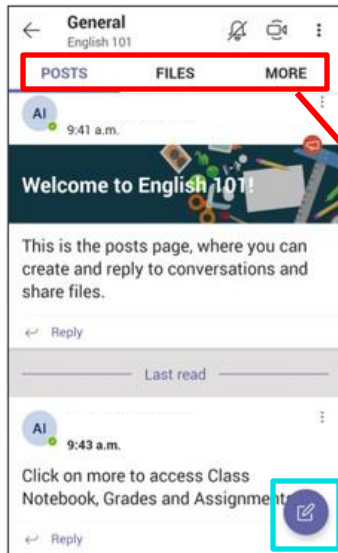 General
English 101
POSTS FILES MORE
AI
9:41 a.m.
Welcome to English 101!
This is the posts page, where you can
create and reply to conversations and
share files.
Reply
Last read
AI
9:43 a.m.
Click on more to access Class
Notebook, Grades and Assignments
Reply